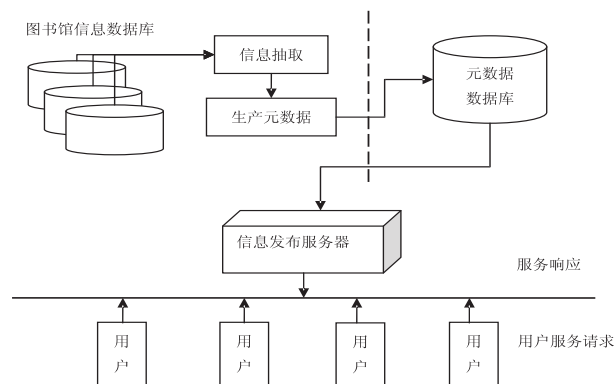 图书馆信息数据库
信息抽取
生产元数据
元数据
数据库
信息发布服务器
服务响应
用户服务请求
用
户
用
户
用
户
用
户